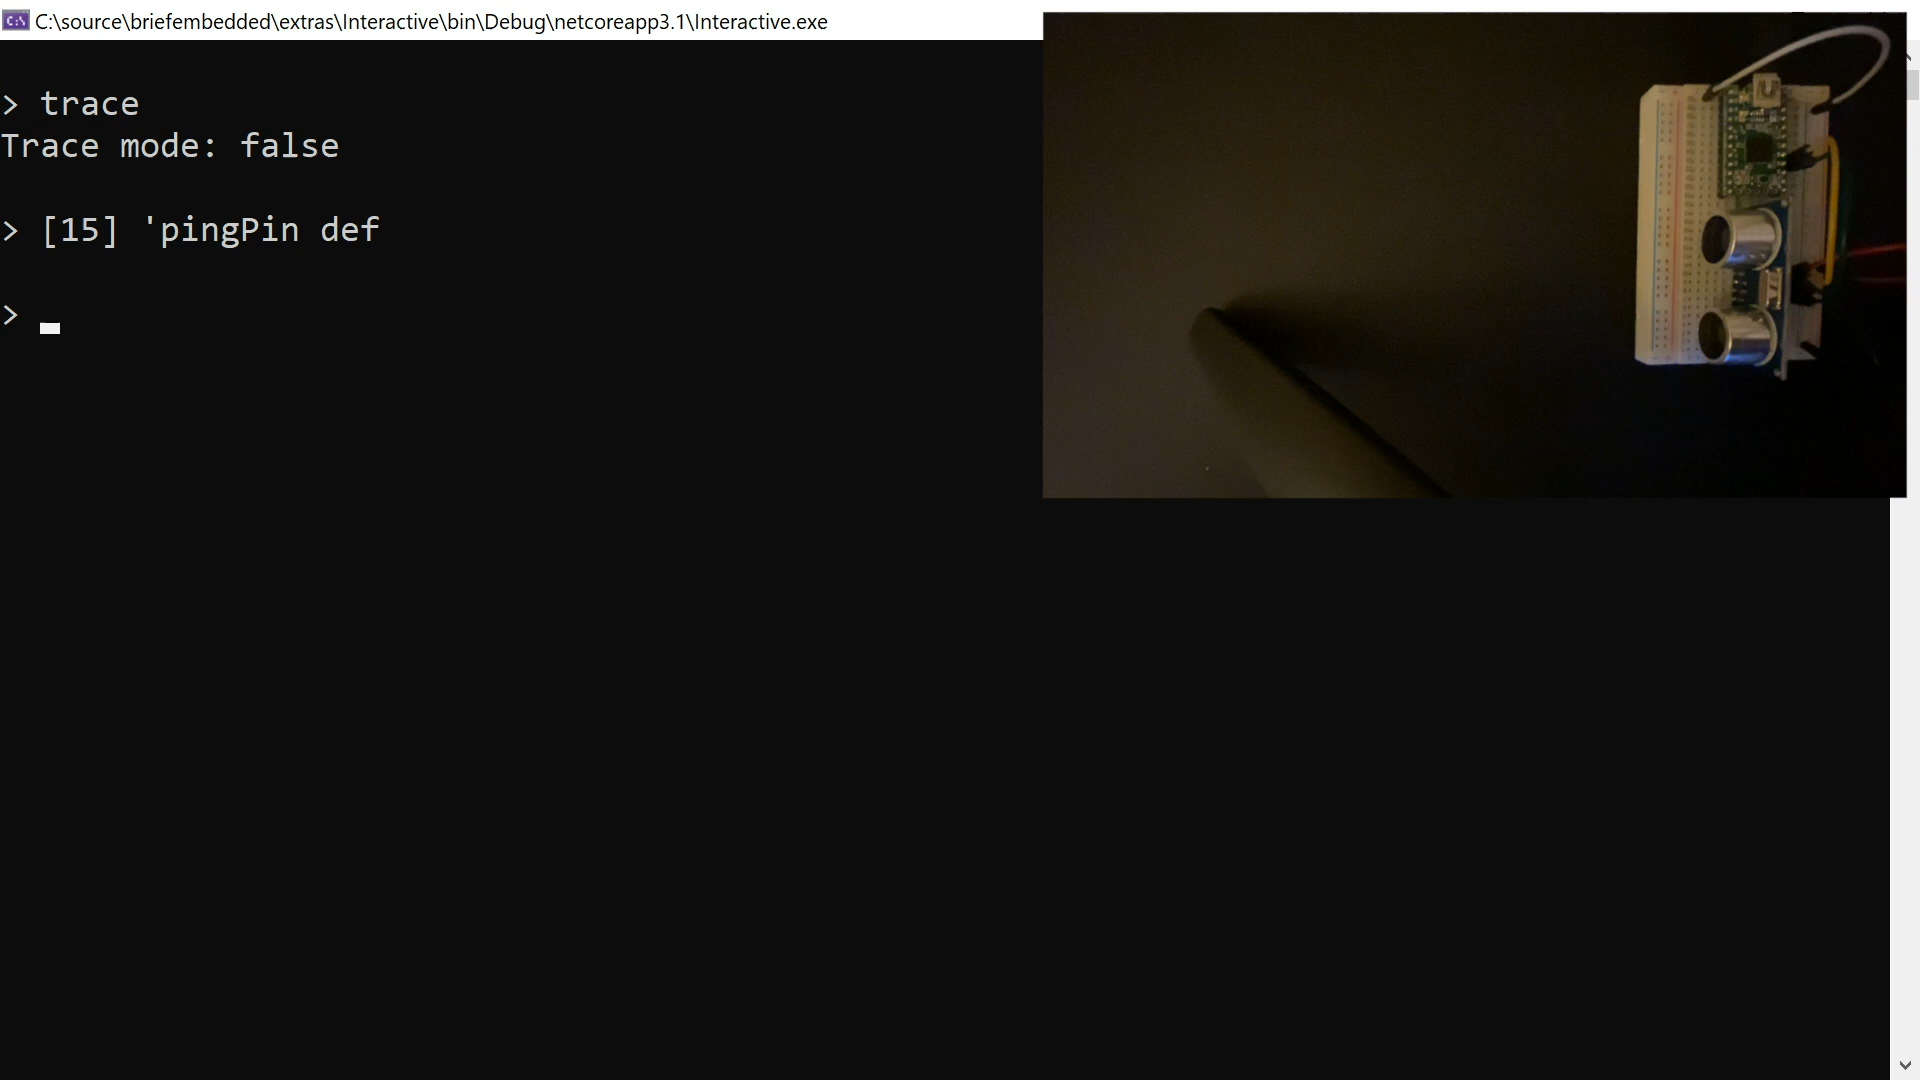 C:\source\briefembedded\extras\Interactive\bin\Debug\netcoreapp3.1\Interactive.exe
> trace
Trace mode: false
> [15] 'pingPin def
>